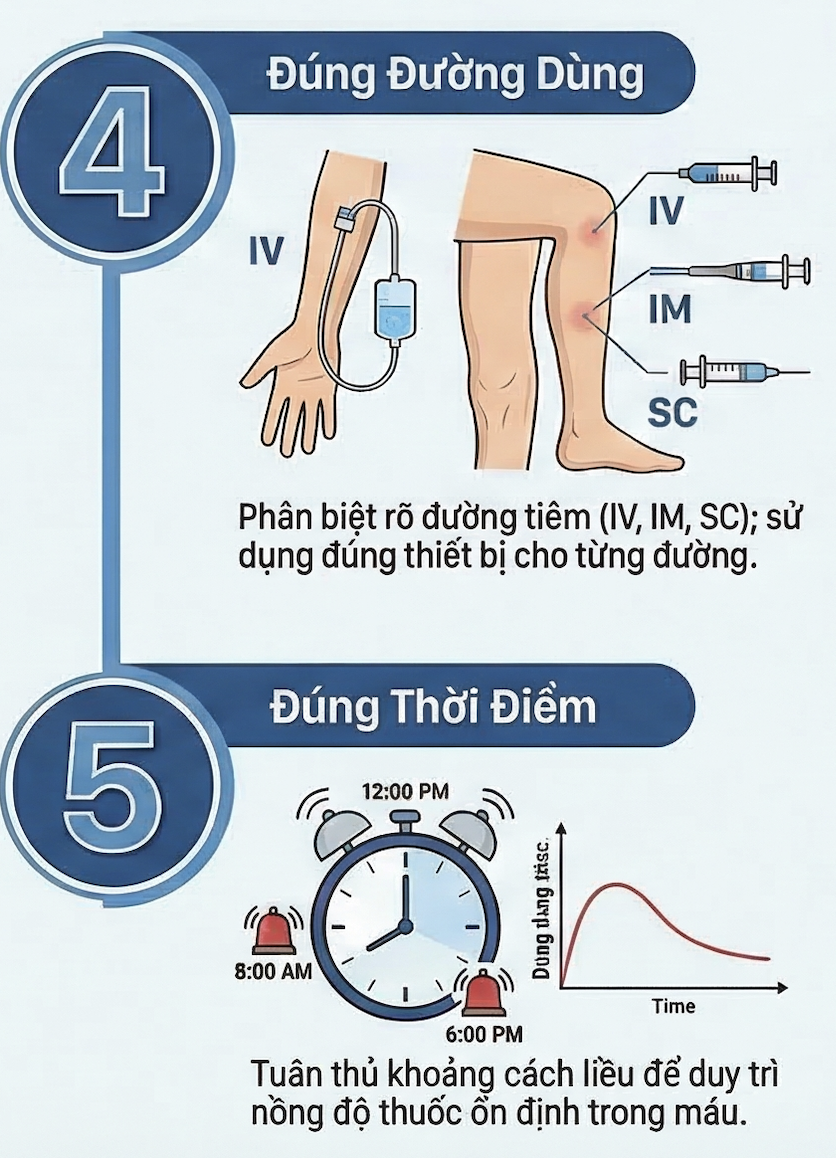 4
Đúng Đường Dùng
IV
IV
IM
SC
Phân biệt rõ đường tiêm (IV, IM, SC); sử
dụng đúng thiết bị cho từng đường.
5
Đúng Thời Điềm
12:00 PM
8:00 AM
6:00 PM
Time
Tuân thủ khoảng cách liều để duy trì
nồng độ thuốc ổn định trong máu.